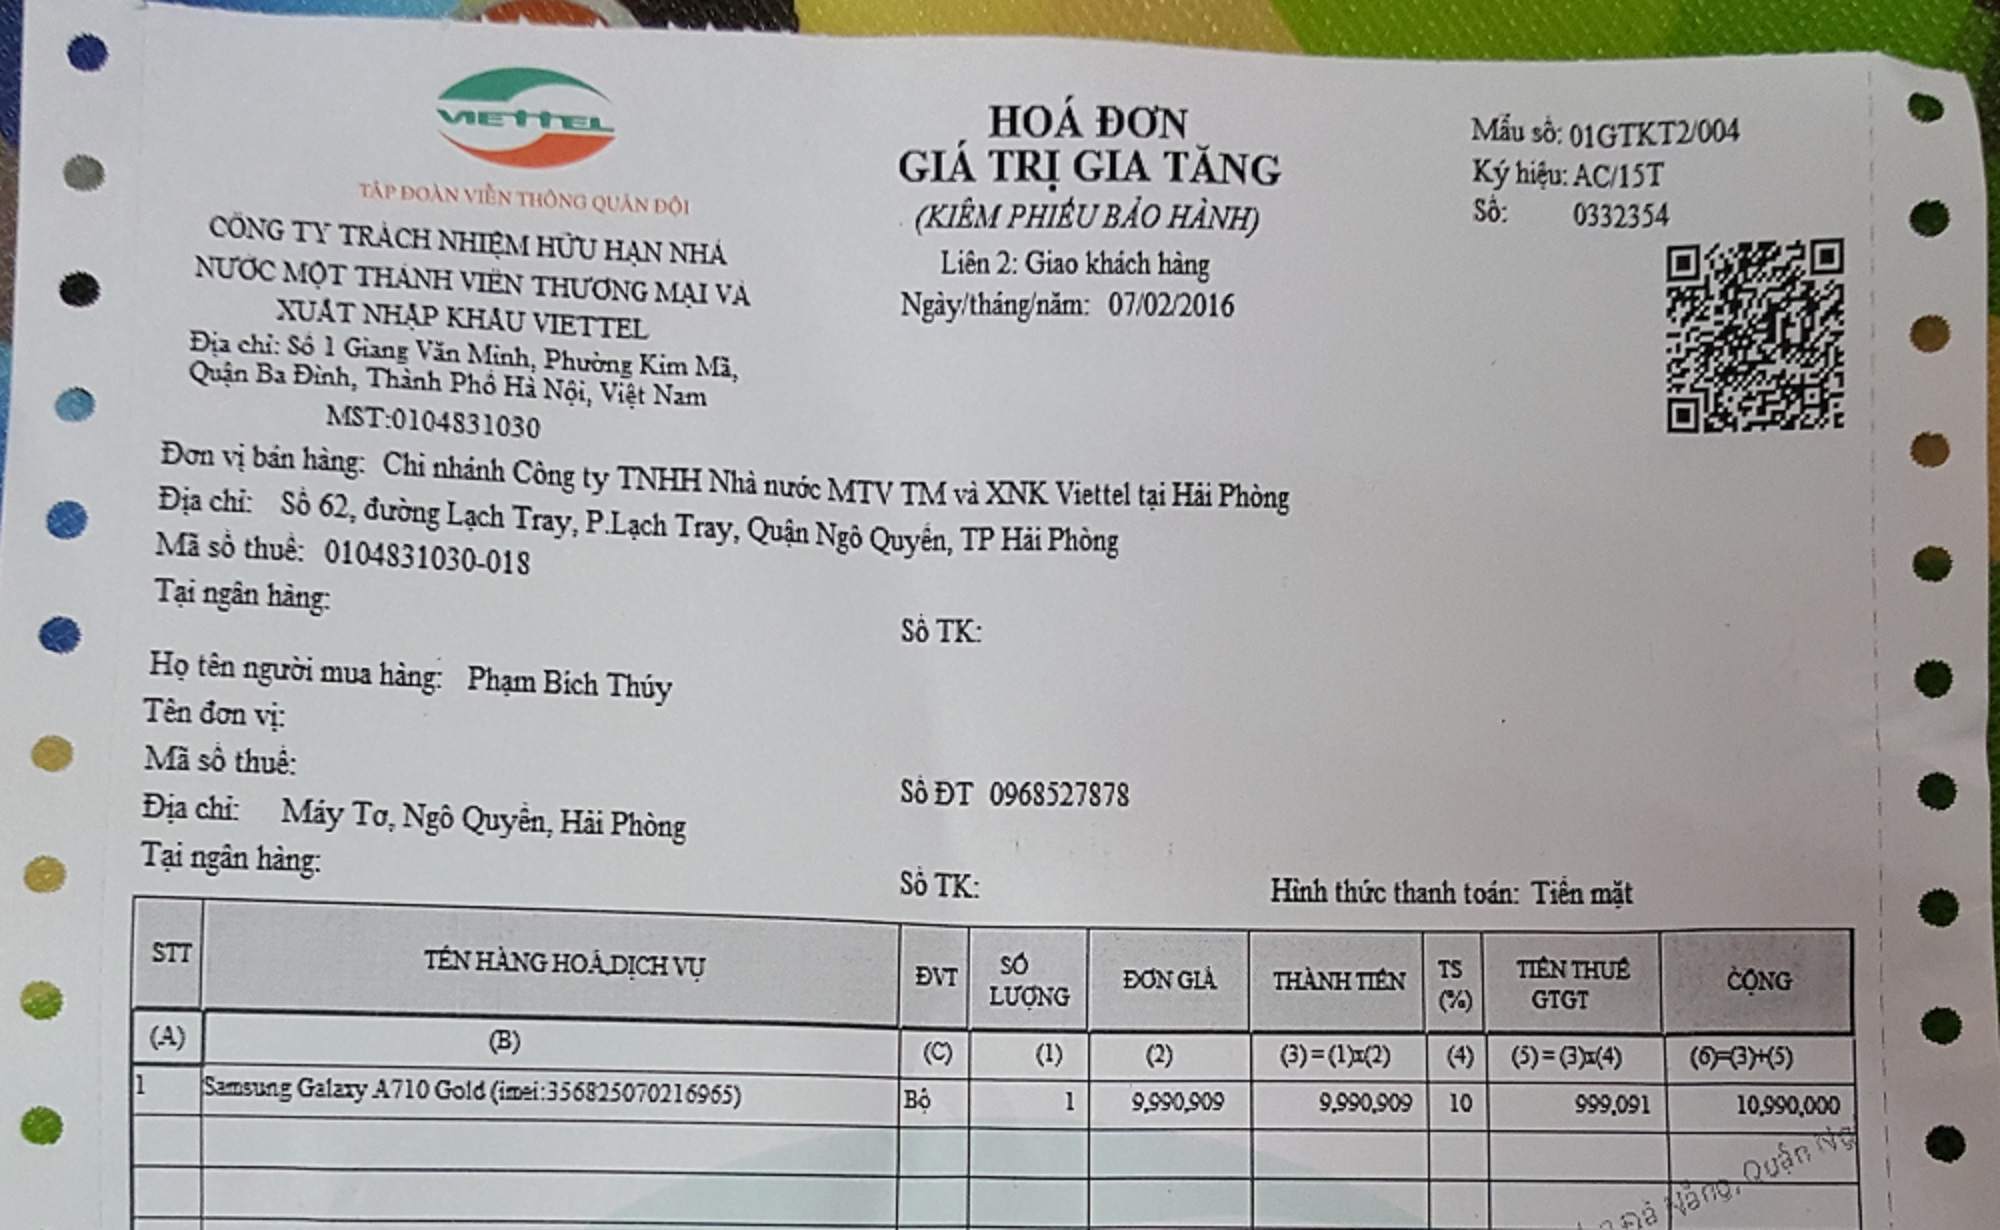 VIETTEL
TẬP ĐOÀN VIỄN THÔNG QUÂN ĐỘI
CÔNG TY TRÁCH NHIỆM HỮU HẠN NHÀ
NƯỚC MỘT THÀNH VIÊN THƯƠNG MẠI VÀ
XUẤT NHẬP KHẨU VIETTEL
Địa chỉ: Số 1 Giang Văn Minh, Phường Kim Mã,
Quận Ba Đình, Thành Phố Hà Nội, Việt Nam
MST:0104831030
HOÁ ĐƠN
GIÁ TRỊ GIA TĂNG
(KIÊM PHIẾU BẢO HÀNH)
Liên 2: Giao khách hàng
Ngày/tháng/năm: 07/02/2016
Mẫu số: 01GTKT2/004
Ký hiệu: AC/15T
Số: 0332354
Đơn vị bán hàng: Chi nhánh Công ty TNHH Nhà nước MTV TM và XNK Viettel tại Hải Phòng
Địa chỉ: Số 62, đường Lạch Tray, P.Lạch Tray, Quận Ngô Quyền, TP Hải Phòng
Mã số thuế: 0104831030-018
Tại ngân hàng: Số TK:
Họ tên người mua hàng: Phạm Bích Thúy
Tên đơn vị:
Mã số thuế: Số ĐT 0968527878
Địa chỉ: Máy Tơ, Ngô Quyền, Hải Phòng
Tại ngân hàng: Số TK: Hình thức thanh toán: Tiền mặt
STT TÊN HÀNG HOÁ,DỊCH VỤ ĐVT SỐ LƯỢNG ĐƠN GIÁ THÀNH TIỀN TS (%) TIỀN THUẾ GTGT CỘNG
(A) (B) (C) (1) (2) (3)=(1)x(2) (4) (5)=(3)x(4) (6)=(3)+(5)
1 Samsung Galaxy A710 Gold (imei:356825070216965) Bộ 1 9,990,909 9,990,909 10 999,091 10,990,000
Đà Nẵng, Quận